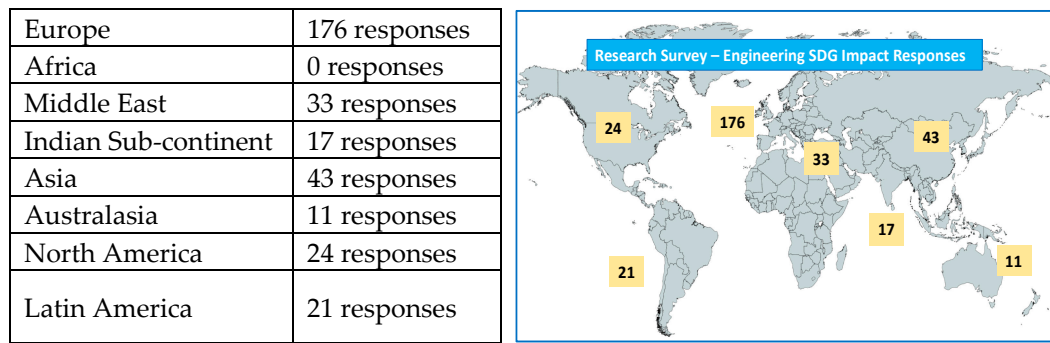 Europe 176 responses
Africa 0 responses
Middle East 33 responses
Indian Sub-continent 17 responses
Asia 43 responses
Australasia 11 responses
North America 24 responses
Latin America 21 responses
Research Survey – Engineering SDG Impact Responses
24
176
43
33
17
21
11